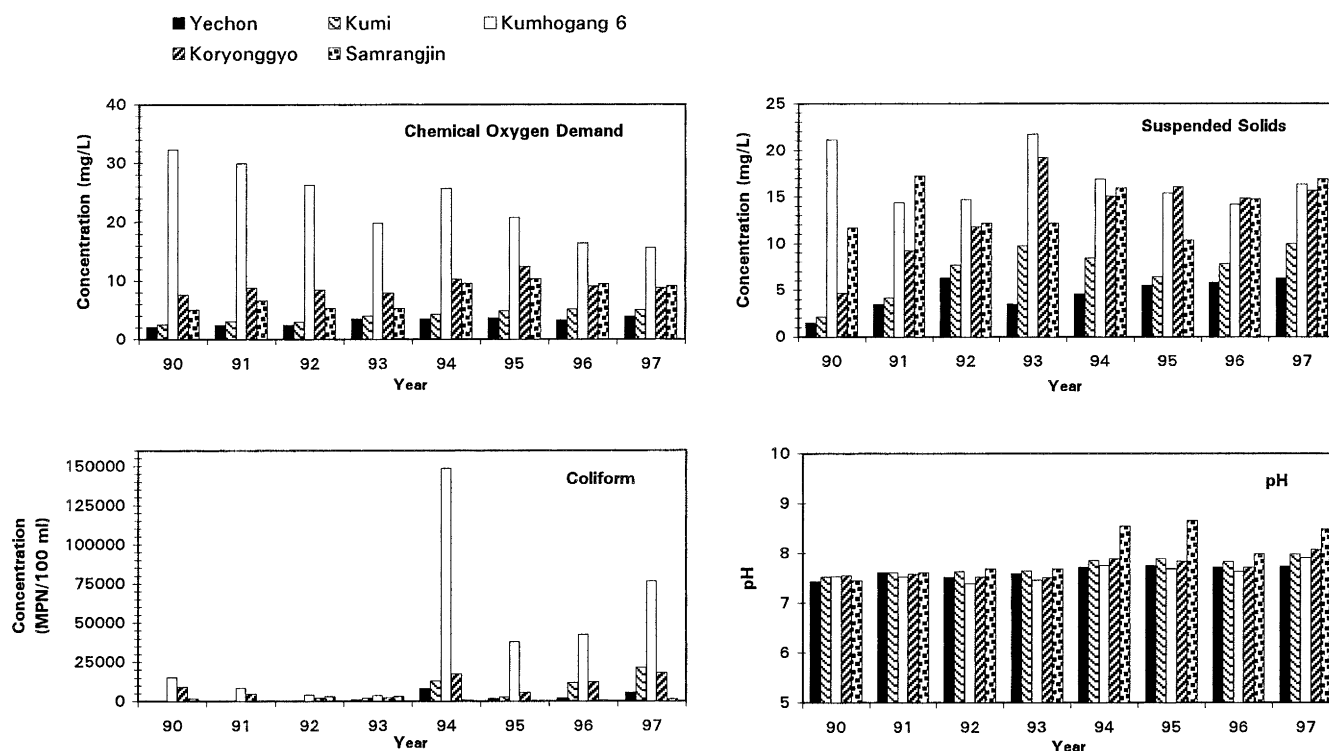 Yechon Kumi Kumhogang 6
Koryonggyo Samrangjin
Chemical Oxygen Demand
Concentration (mg/L)
40
30
20
10
0
90 91 92 93 94 95 96 97
Year
Suspended Solids
Concentration (mg/L)
25
20
15
10
5
0
90 91 92 93 94 95 96 97
Year
Coliform
Concentration
(MPN/100 ml)
150000
125000
100000
75000
50000
25000
0
90 91 92 93 94 95 96 97
Year
pH
pH
10
9
8
7
6
5
90 91 92 93 94 95 96 97
Year